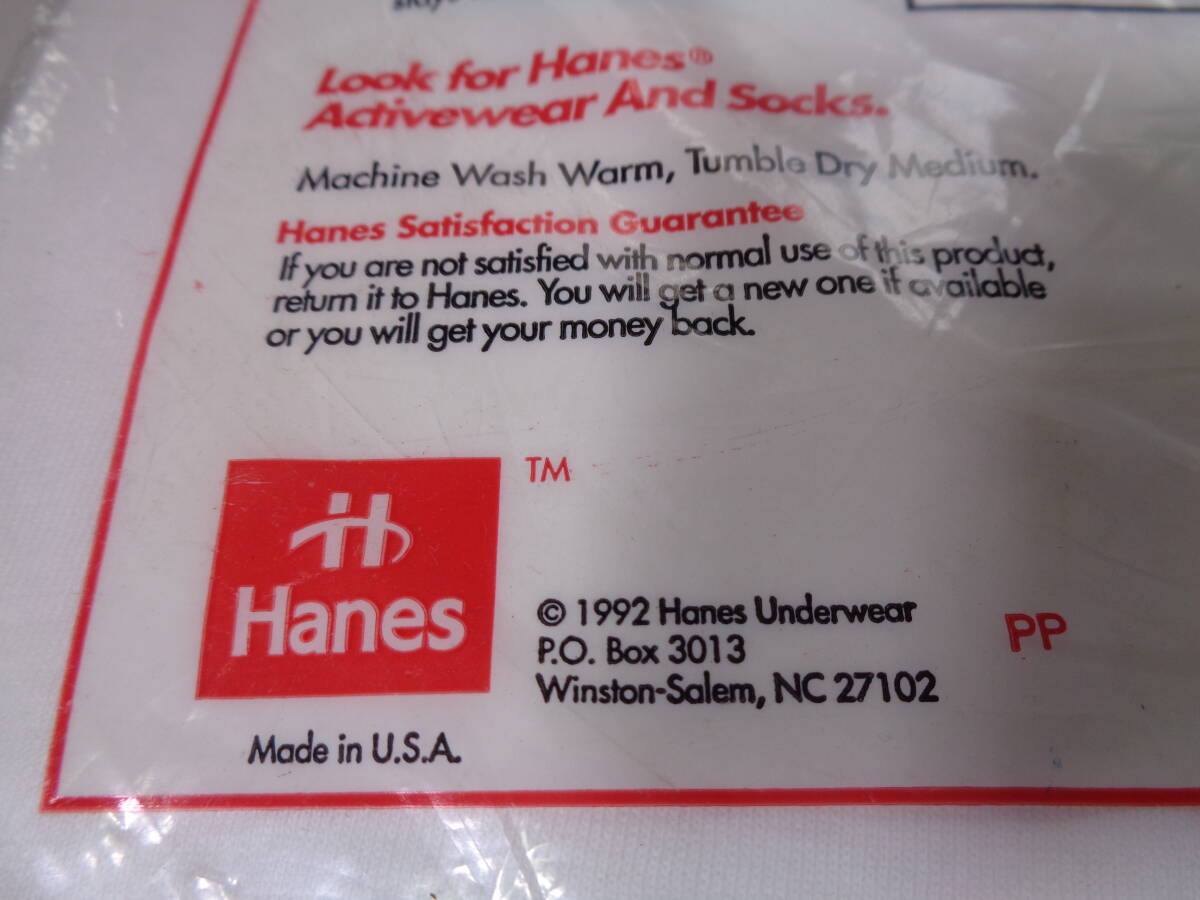 Look for Hanes®
Activewear And Socks.
Machine Wash Warm, Tumble Dry Medium.
Hanes Satisfaction Guarantee
If you are not satisfied with normal use of this product,
return it to Hanes. You will get a new one if available
or you will get your money back.
TM
H
Hanes
© 1992 Hanes Underwear
P.O. Box 3013
Winston-Salem, NC 27102
PP
Made in U.S.A.